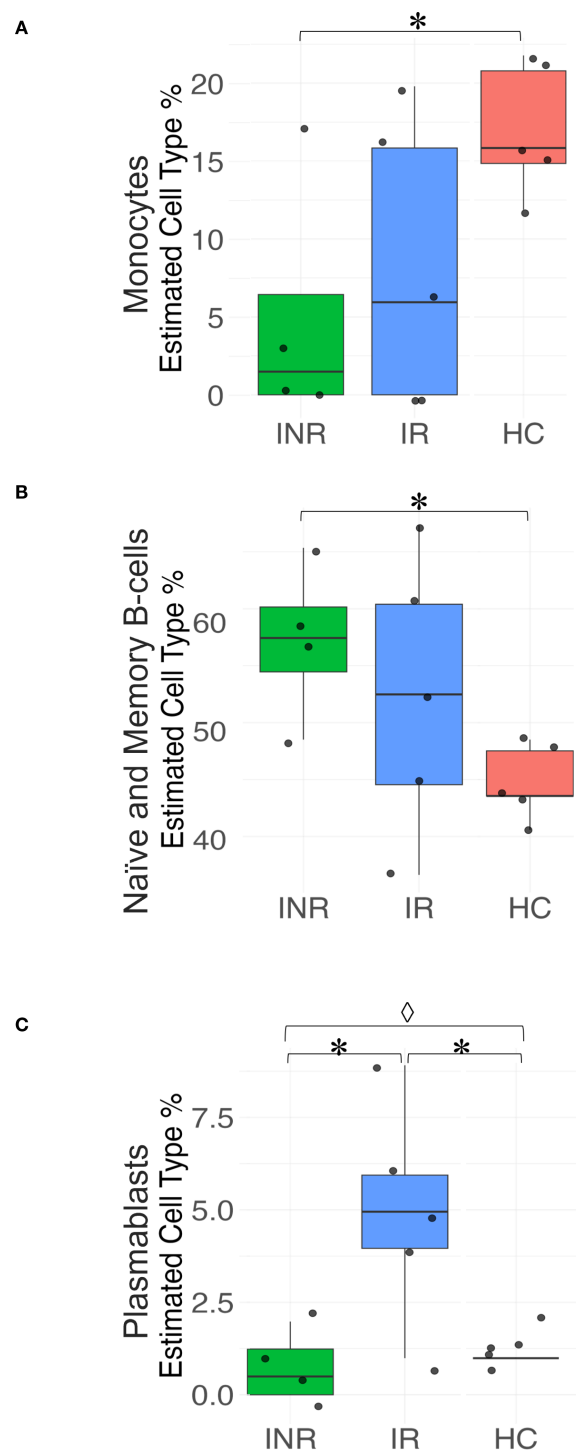 A
*
Monocytes
Estimated Cell Type %
20
15
10
5
0
INR IR HC
B
*
Naïve and Memory B-cells
Estimated Cell Type %
60
50
40
INR IR HC
C
◊
* *
Plasmablasts
Estimated Cell Type %
7.5
5.0
2.5
0.0
INR IR HC